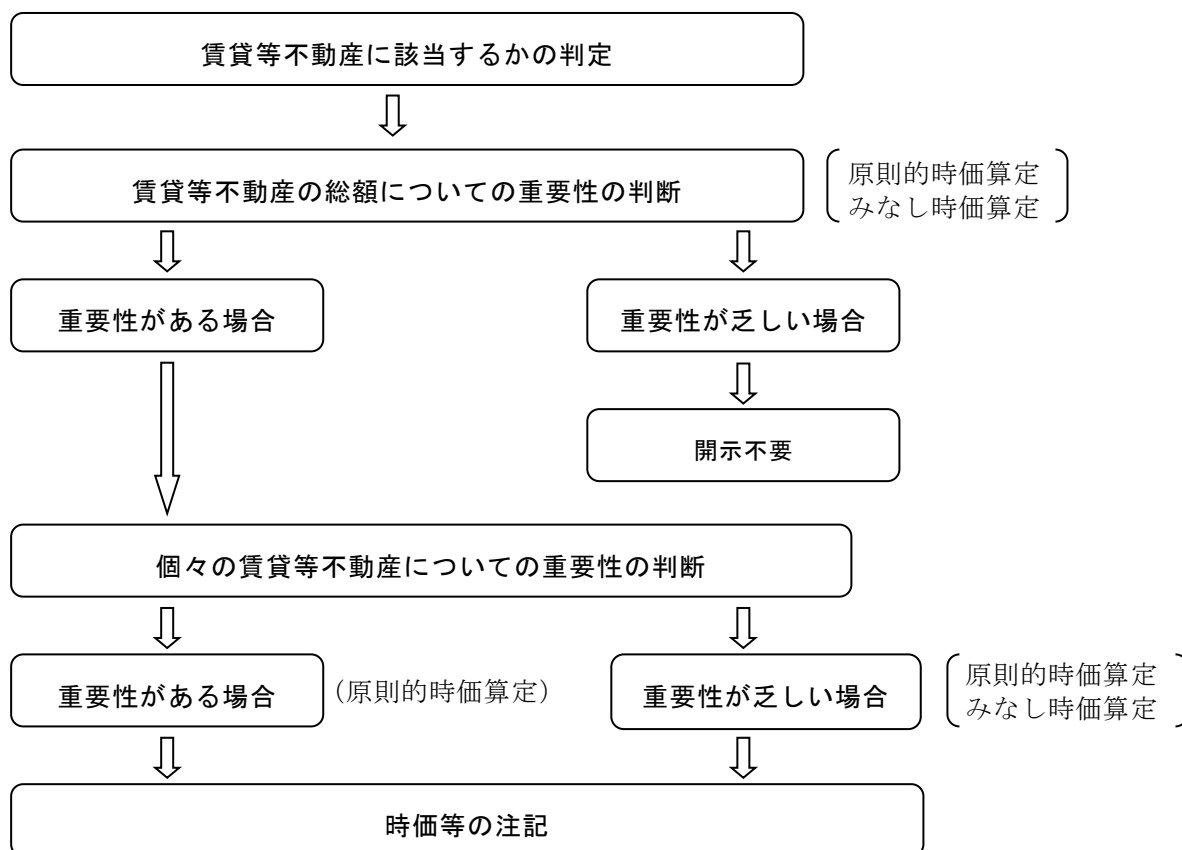 賃貸等不動産に該当するかの判定
賃貸等不動産の総額についての重要性の判断
原則的時価算定
みなし時価算定
重要性がある場合
重要性が乏しい場合
開示不要
個々の賃貸等不動産についての重要性の判断
重要性がある場合
(原則的時価算定)
重要性が乏しい場合
原則的時価算定
みなし時価算定
時価等の注記